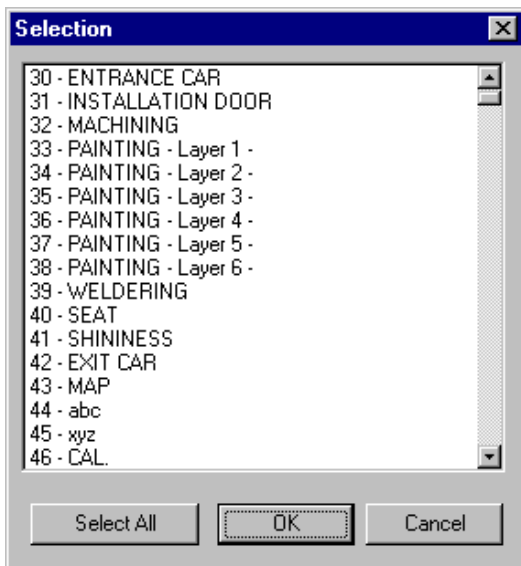 Selection
30 - ENTRANCE CAR
31 - INSTALLATION DOOR
32 - MACHINING
33 - PAINTING - Layer 1 -
34 - PAINTING - Layer 2 -
35 - PAINTING - Layer 3 -
36 - PAINTING - Layer 4 -
37 - PAINTING - Layer 5 -
38 - PAINTING - Layer 6 -
39 - WELDERING
40 - SEAT
41 - SHININESS
42 - EXIT CAR
43 - MAP
44 - abc
45 - xyz
46 - CAL.
Select All OK Cancel